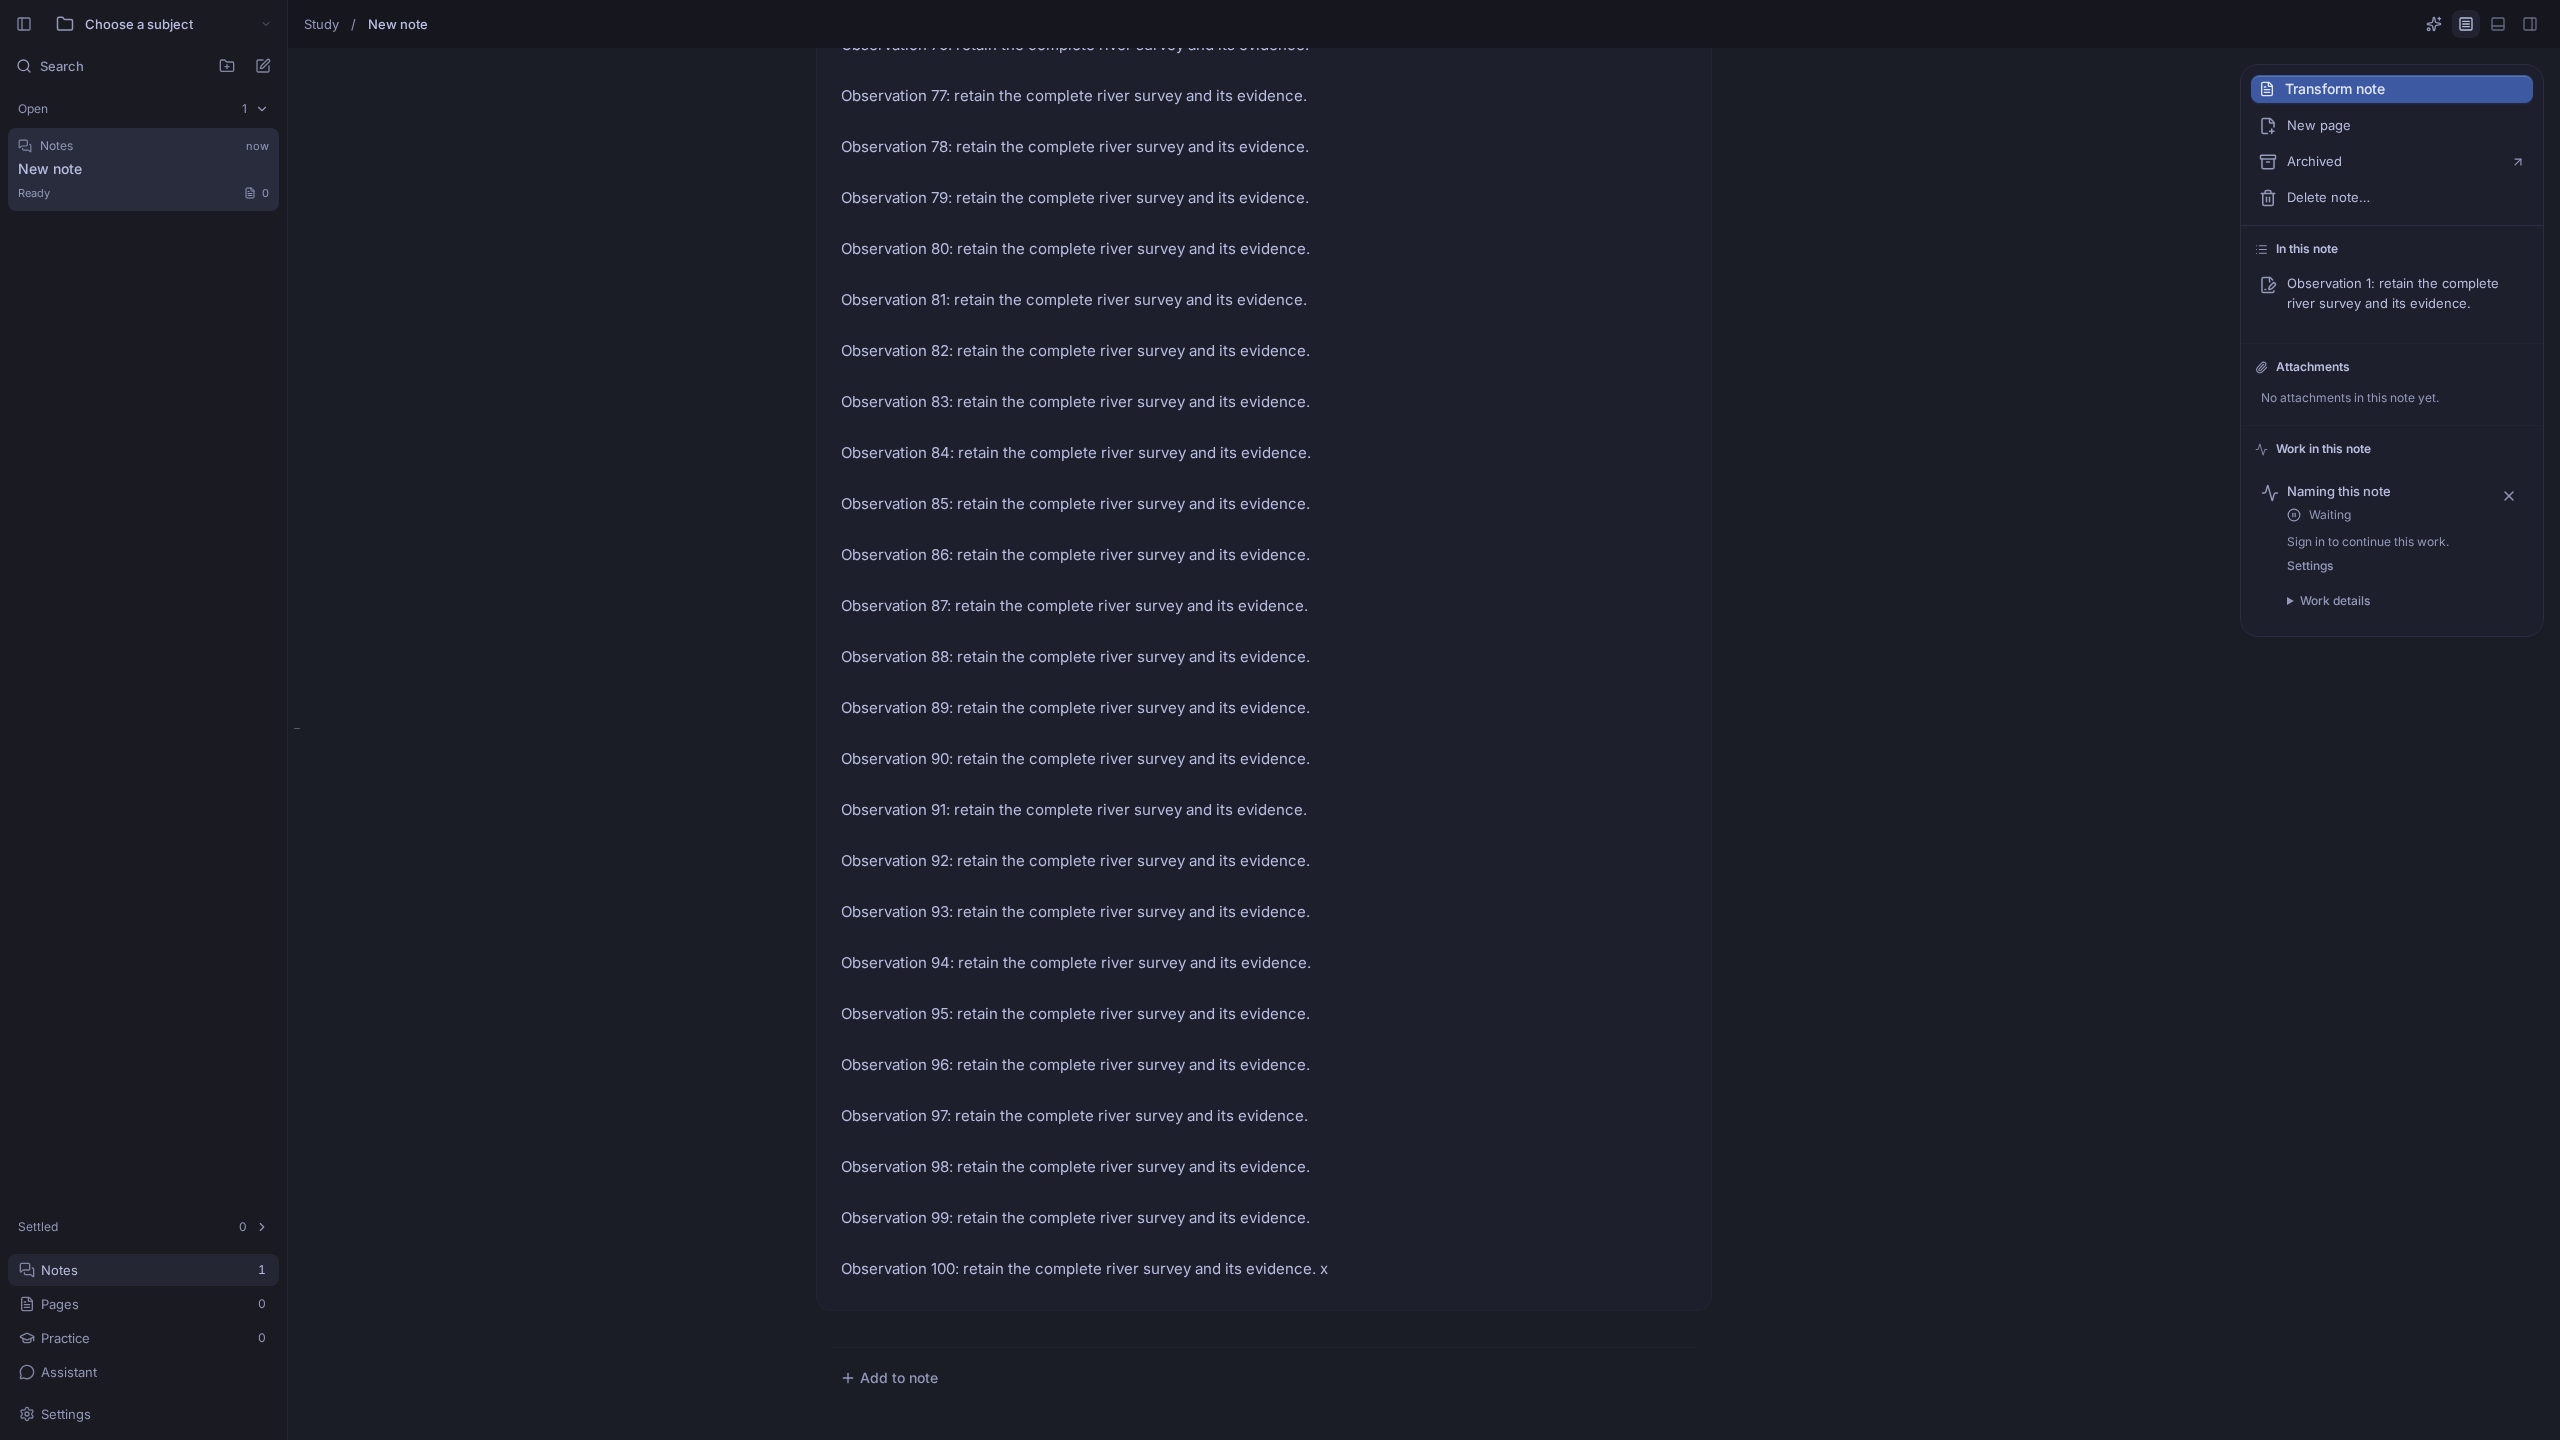 Choose a subject
Search
Open 1
Notes now
New note
Ready 0
Settled 0
Notes 1
Pages 0
Practice 0
Assistant
Settings
Study / New note
Observation 77: retain the complete river survey and its evidence.
Observation 78: retain the complete river survey and its evidence.
Observation 79: retain the complete river survey and its evidence.
Observation 80: retain the complete river survey and its evidence.
Observation 81: retain the complete river survey and its evidence.
Observation 82: retain the complete river survey and its evidence.
Observation 83: retain the complete river survey and its evidence.
Observation 84: retain the complete river survey and its evidence.
Observation 85: retain the complete river survey and its evidence.
Observation 86: retain the complete river survey and its evidence.
Observation 87: retain the complete river survey and its evidence.
Observation 88: retain the complete river survey and its evidence.
Observation 89: retain the complete river survey and its evidence.
Observation 90: retain the complete river survey and its evidence.
Observation 91: retain the complete river survey and its evidence.
Observation 92: retain the complete river survey and its evidence.
Observation 93: retain the complete river survey and its evidence.
Observation 94: retain the complete river survey and its evidence.
Observation 95: retain the complete river survey and its evidence.
Observation 96: retain the complete river survey and its evidence.
Observation 97: retain the complete river survey and its evidence.
Observation 98: retain the complete river survey and its evidence.
Observation 99: retain the complete river survey and its evidence.
Observation 100: retain the complete river survey and its evidence. x
Add to note
Transform note
New page
Archived
Delete note...
In this note
Observation 1: retain the complete
river survey and its evidence.
Attachments
No attachments in this note yet.
Work in this note
Naming this note
Waiting
Sign in to continue this work.
Settings
Work details